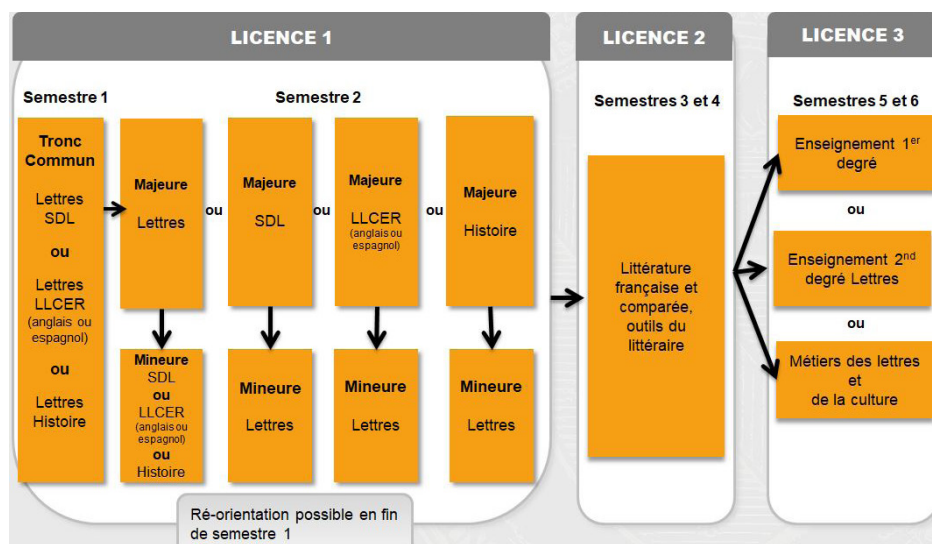 LICENCE 1
Semestre 1
Semestre 2
Tronc
Commun
Lettres
SDL
ou
Lettres
LLCER
(anglais ou
espagnol)
ou
Lettres
Histoire
Majeure
Lettres
Mineure
SDL
ou
LLCER
(anglais ou
espagnol)
ou
Histoire
ou
Majeure
SDL
Mineure
Lettres
ou
Majeure
LLCER
(anglais ou
espagnol)
Mineure
Lettres
ou
Majeure
Histoire
Mineure
Lettres
Ré-orientation possible en fin
de semestre 1
LICENCE 2
Semestres 3 et 4
Littérature
française et
comparée,
outils du
littéraire
LICENCE 3
Semestres 5 et 6
Enseignement 1er
degré
ou
Enseignement 2nd
degré Lettres
ou
Métiers des lettres
et
de la culture